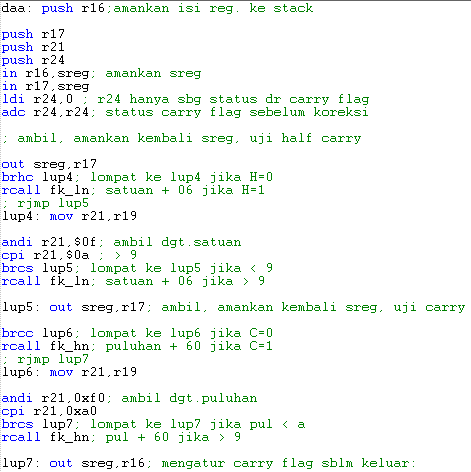 daa: push r16;amankan isi reg. ke stack
push r17
push r21
push r24
in r16,sreg; amankan sreg
in r17,sreg
ldi r24,0 ; r24 hanya sbg status dr carry flag
adc r24,r24; status carry flag sebelum koreksi
; ambil, amankan kembali sreg, uji half carry
out sreg,r17
brhc lup4; lompat ke lup4 jika H=0
rcall fk_ln; satuan + 06 jika H=1
; rjmp lup5
lup4: mov r21,r19
andi r21,$0f; ambil dgt.satuan
cpi r21,$0a ; > 9
brcs lup5; lompat ke lup5 jika < 9
rcall fk_ln; satuan + 06 jika > 9
lup5: out sreg,r17; ambil, amankan kembali sreg, uji carry
brcc lup6; lompat ke lup6 jika C=0
rcall fk_hn; puluhan + 60 jika C=1
; rjmp lup7
lup6: mov r21,r19
andi r21,0xf0; ambil dgt.puluhan
cpi r21,0xa0
brcs lup7; lompat ke lup7 jika pul < a
rcall fk_hn; pul + 60 jika > 9
lup7: out sreg,r16; mengatur carry flag sblm keluar: